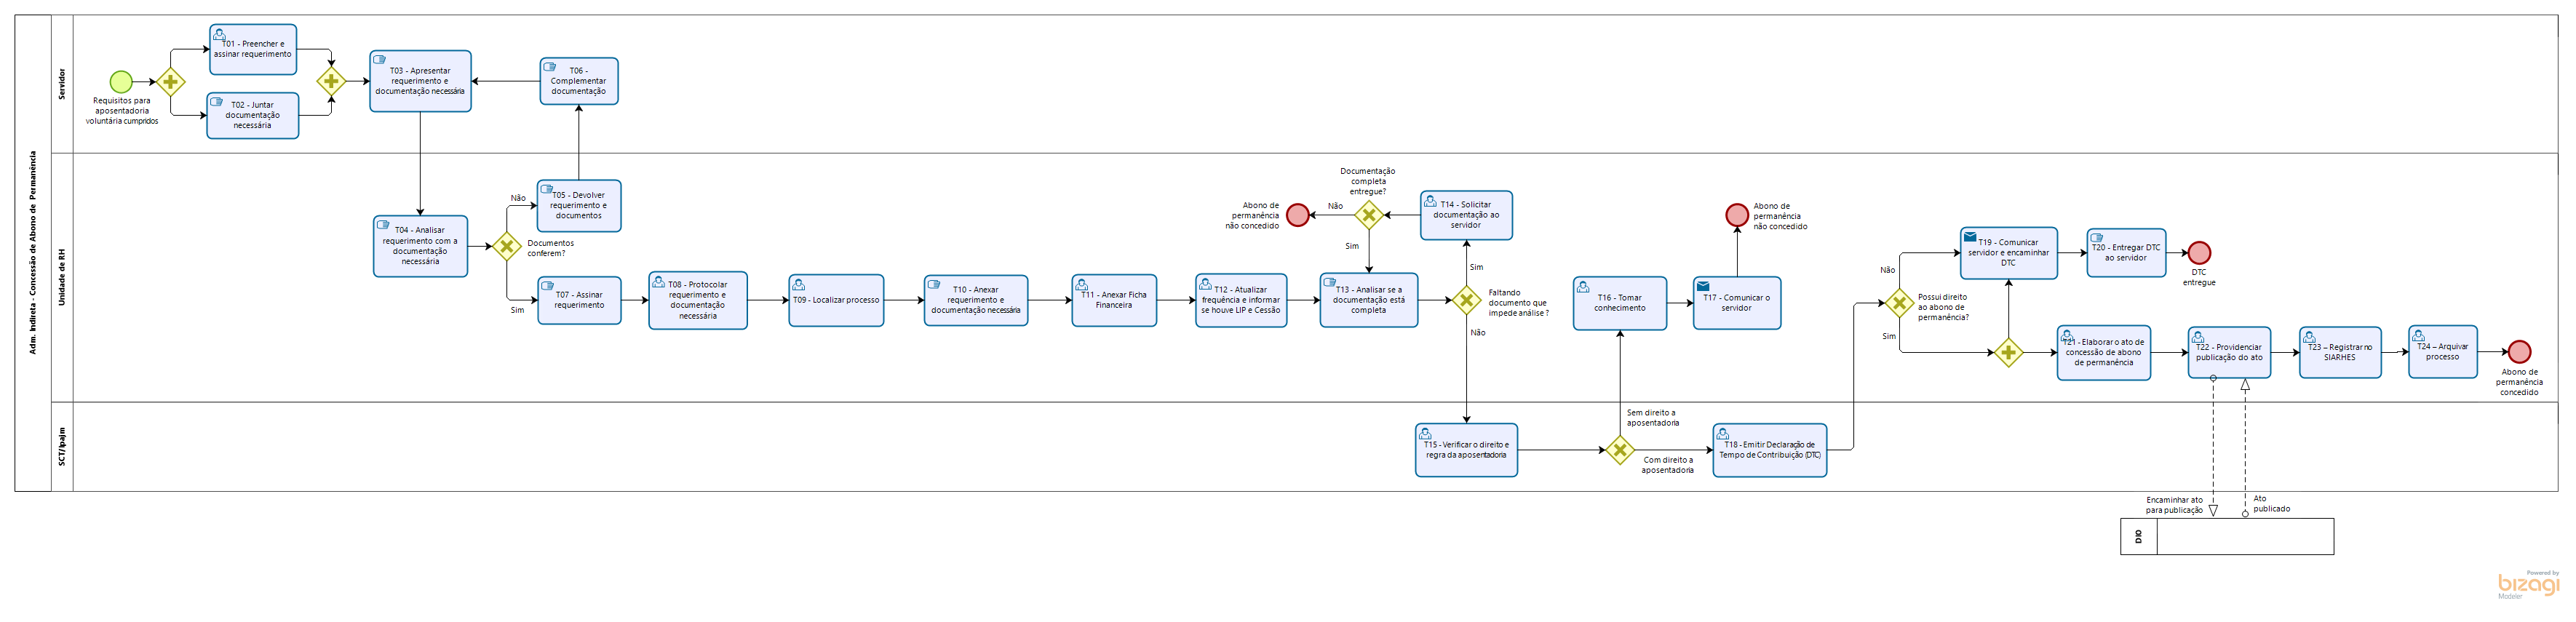 Adm. Indireta - Concessão de Abono de Permanência
Servidor
Requisitos para
aposentadoria
voluntária cumpridos
T01 - Preencher e
assinar requerimento
T02 - Juntar
documentação
necessária
T03 - Apresentar
requerimento e
documentação necessária
T06 -
Complementar
documentação
Unidade de RH
T04 - Analisar
requerimento com a
documentação
necessária
Documentos
conferem?
Não
Sim
T05 - Devolver
requerimento e
documentos
T07 - Assinar
requerimento
T08 - Protocolar
requerimento e
documentação
necessária
T09 - Localizar processo
T10 - Anexar
requerimento e
documentação necessária
T11 - Anexar Ficha
Financeira
T12 - Atualizar
frequência e informar
se houve LIP e Cessão
T13 - Analisar se a
documentação está
completa
Faltando
documento que
impede análise ?
Sim
Não
T14 - Solicitar
documentação ao
servidor
Documentação
completa
entregue?
Não
Sim
Abono de
permanência
não concedido
T16 - Tomar
conhecimento
T17 - Comunicar o
servidor
Abono de
permanência
não concedido
Possui direito
ao abono de
permanência?
Não
Sim
T19 - Comunicar
servidor e encaminhar
DTC
T20 - Entregar DTC
ao servidor
DTC
entregue
T21 - Elaborar o ato de
concessão de abono
de permanência
T22 - Providenciar
publicação do ato
T23 – Registrar no
SIARHES
T24 – Arquivar
processo
Abono de
permanência
concedido
SCT/Ipajm
T15 - Verificar o direito e
regra da aposentadoria
Sem direito a
aposentadoria
Com direito a
aposentadoria
T18 - Emitir Declaração de
Tempo de Contribuição (DTC)
Encaminhar ato
para publicação
Ato
publicado
DIO
Powered by
bizagi
Modeler